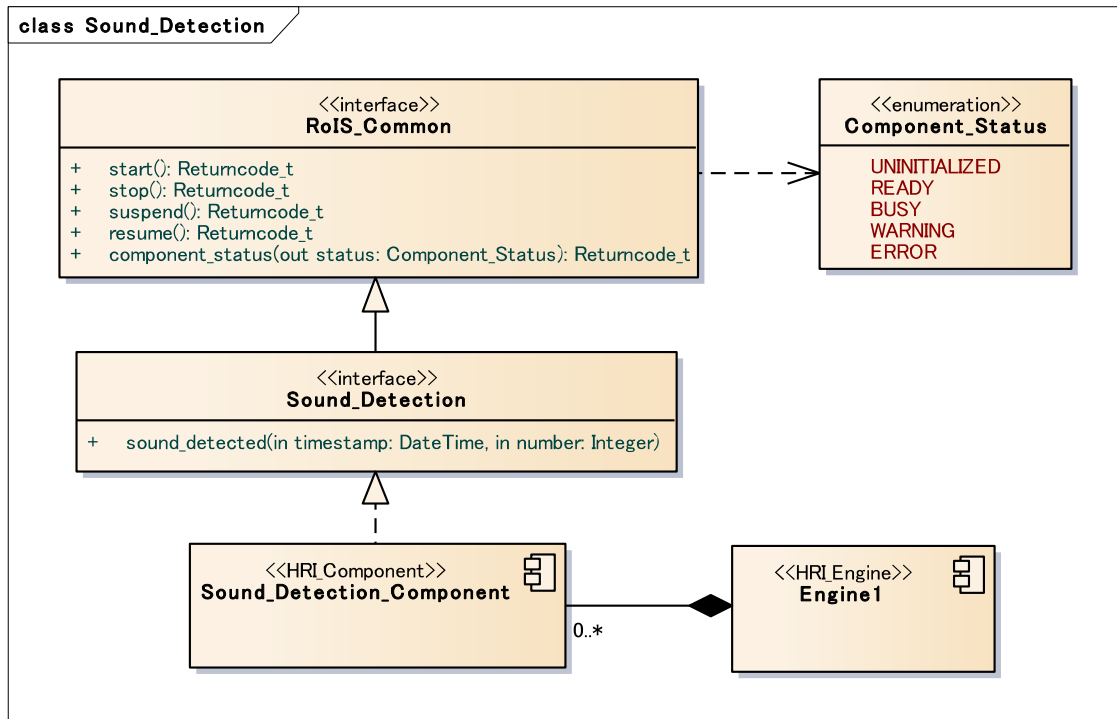 class Sound_Detection
<<interface>>
RoIS_Common
+ start(): Returncode_t
+ stop(): Returncode_t
+ suspend(): Returncode_t
+ resume(): Returncode_t
+ component_status(out status: Component_Status): Returncode_t
<<enumeration>>
Component_Status
UNINITIALIZED
READY
BUSY
WARNING
ERROR
<<interface>>
Sound_Detection
+ sound_detected(in timestamp: DateTime, in number: Integer)
<<HRI_Component>>
Sound_Detection_Component
0..*
<<HRI_Engine>>
Engine1